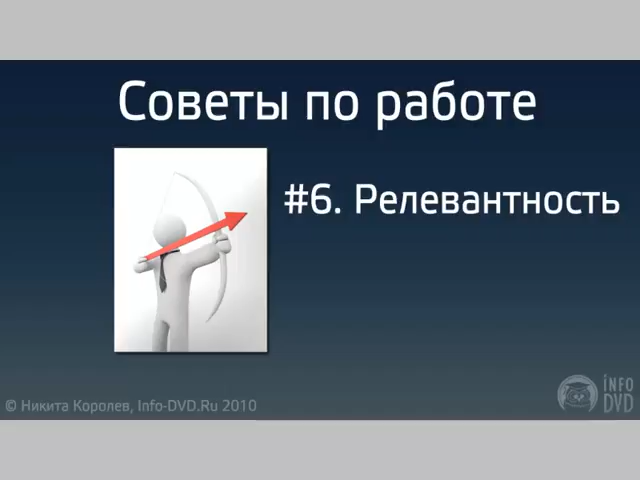 Советы по работе
#6. Релевантность
© Никита Королев, Info-DVD.Ru 2010
iNFO
DVD